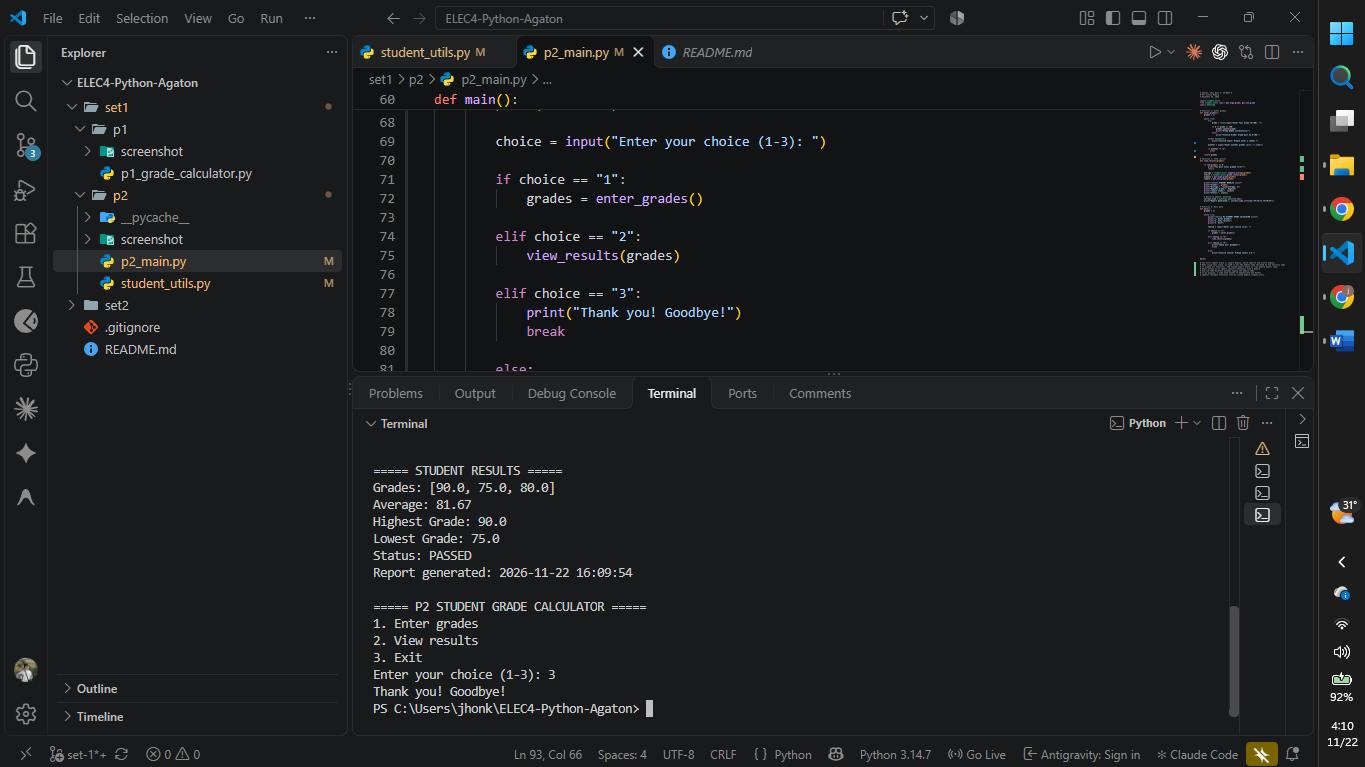 File Edit Selection View Go Run ···
ELEC4-Python-Agaton
Explorer ···
ELEC4-Python-Agaton
set1
p1
screenshot
p1_grade_calculator.py
p2
__pycache__
screenshot
p2_main.py M
student_utils.py M
set2
.gitignore
README.md
Outline
Timeline
3
student_utils.py M p2_main.py M README.md
set1 > p2 > p2_main.py > ...
60 def main():
68
69 choice = input("Enter your choice (1-3): ")
70
71 if choice == "1":
72 grades = enter_grades()
73
74 elif choice == "2":
75 view_results(grades)
76
77 elif choice == "3":
78 print("Thank you! Goodbye!")
79 break
80
81 else:
Problems Output Debug Console Terminal Ports Comments
Terminal Python
===== STUDENT RESULTS =====
Grades: [90.0, 75.0, 80.0]
Average: 81.67
Highest Grade: 90.0
Lowest Grade: 75.0
Status: PASSED
Report generated: 2026-11-22 16:09:54
===== P2 STUDENT GRADE CALCULATOR =====
1. Enter grades
2. View results
3. Exit
Enter your choice (1-3): 3
Thank you! Goodbye!
PS C:\Users\jhonk\ELEC4-Python-Agaton>
set-1*+ 0 0 Ln 93, Col 66 Spaces: 4 UTF-8 CRLF { } Python Python 3.14.7 Go Live Antigravity: Sign in Claude Code
31°
92%
4:10
11/22